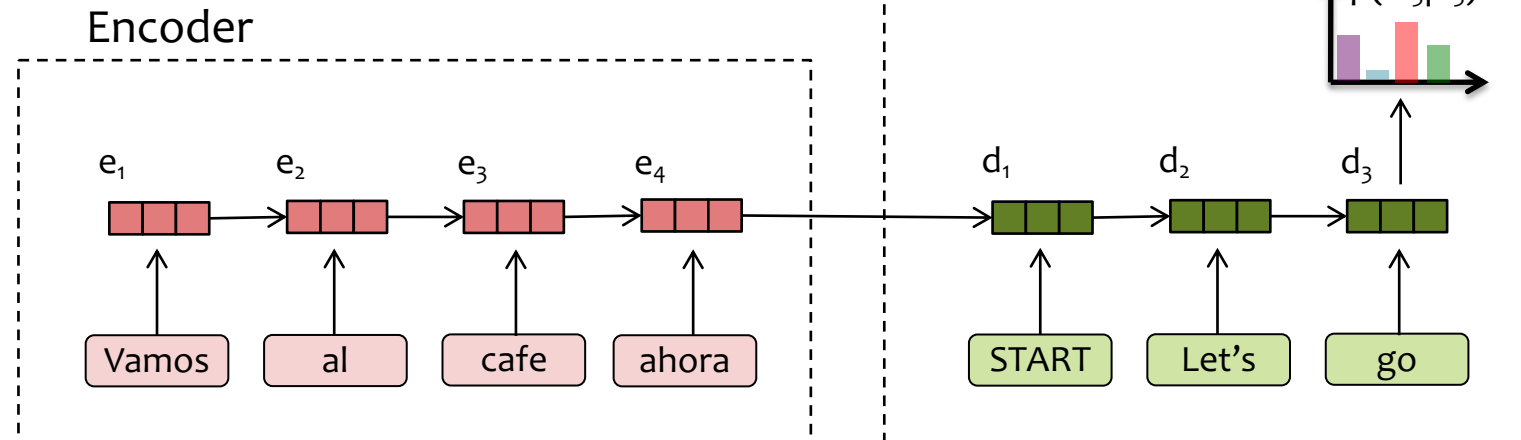 Encoder
e₁ e₂ e₃ e₄ d₁ d₂ d₃
Vamos al cafe ahora START Let's go